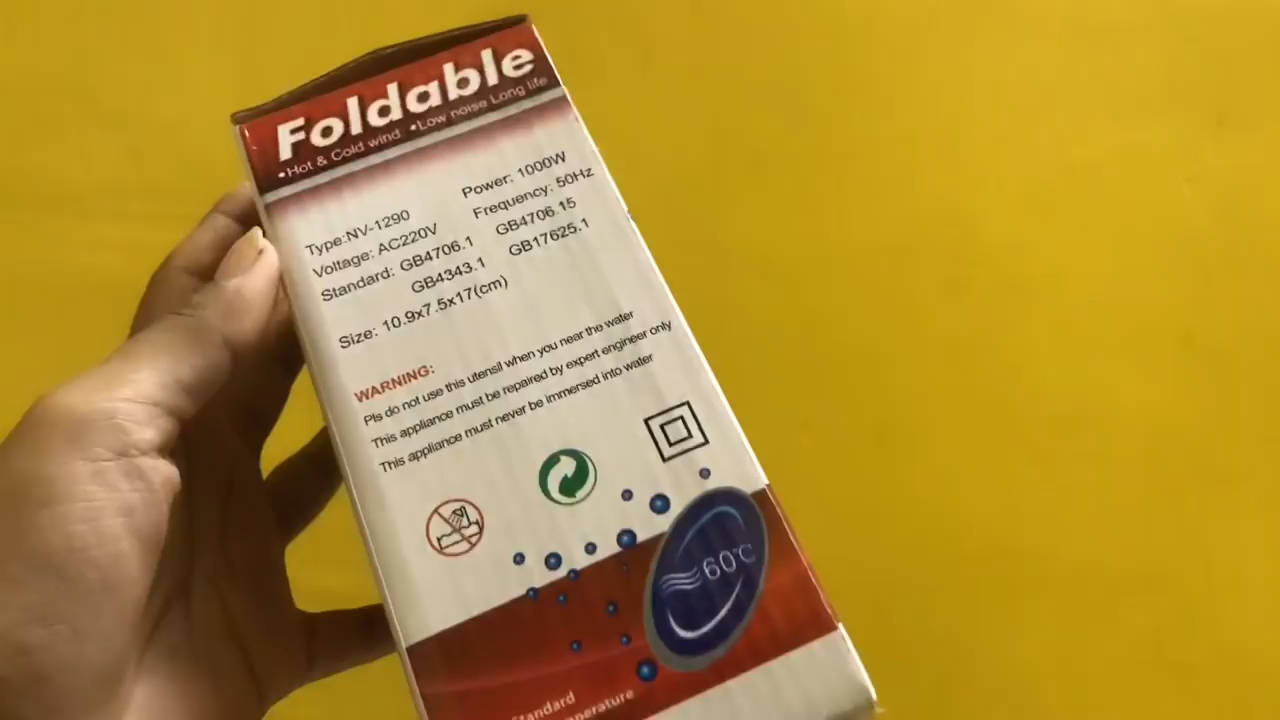 Foldable
•Hot & Cold wind •Low noise Long life
Type:NV-1290 Power: 1000W
Voltage: AC220V Frequency: 50Hz
Standard: GB4706.1 GB4706.15
GB4343.1 GB17625.1
Size: 10.9x7.5x17(cm)
WARNING:
Pls do not use this utensil when you near the water
This appliance must be repaired by expert engineer only
This appliance must never be immersed into water
60℃
Standard